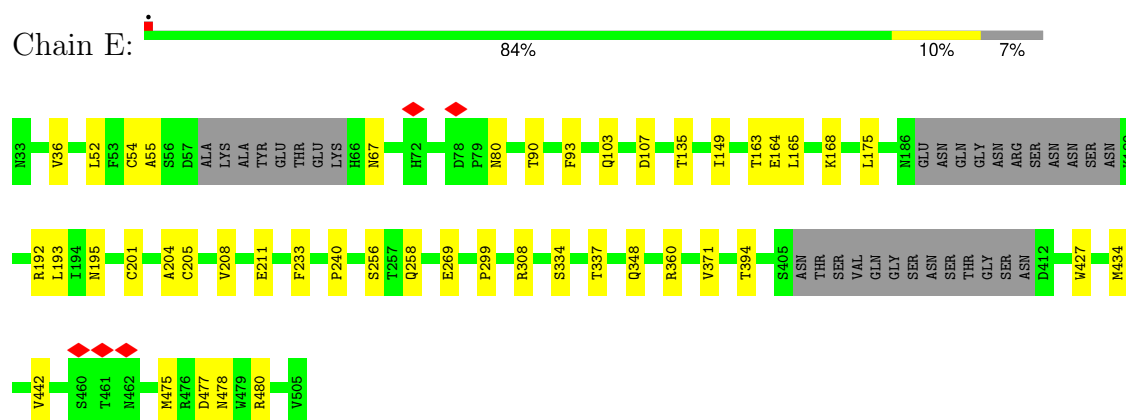 Chain E:
84% 10% 7%
N33 V36 L52 F53 C54 A55 S56 D57 ALA LYS ALA TYR GLU THR GLU LYS H66 N67 H72 D78 P79 N80 T90 F93 Q103 D107 T135 I149 T163 E164 L165 K168 L175 N186 GLU ASN GLN GLY ASN ARG SER ASN ASN SER ASN
R192 L193 I194 N195 C201 A204 C205 V208 E211 F233 P240 S256 T257 Q258 E269 P299 R308 S334 T337 Q348 R360 V371 T394 S405 ASN THR SER VAL GLN GLY SER ASN SER THR GLY SER ASN D412 W427 M434
V442 S460 T461 N462 M475 R476 D477 N478 W479 R480 V505